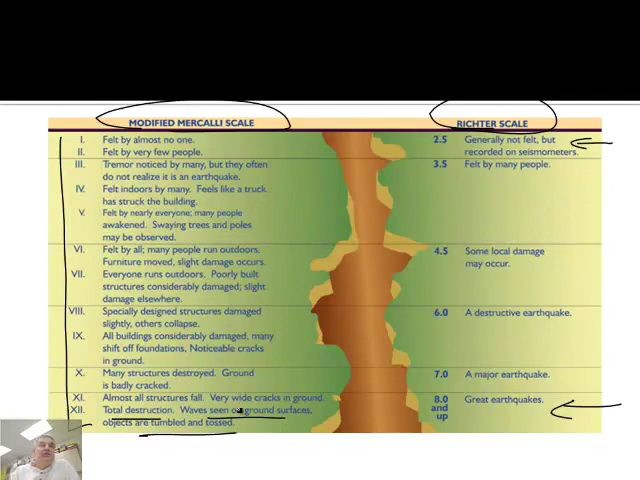 MODIFIED MERCALLI SCALE
I. Felt by almost no one.
II. Felt by very few people.
III. Tremor noticed by many, but they often
do not realize it is an earthquake.
IV. Felt indoors by many. Feels like a truck
has struck the building.
V. Felt by nearly everyone; many people
awakened. Swaying trees and poles
may be observed.
VI. Felt by all; many people run outdoors.
Furniture moved, slight damage occurs.
VII. Everyone runs outdoors. Poorly built
structures considerably damaged; slight
damage elsewhere.
VIII. Specially designed structures damaged
slightly, others collapse.
IX. All buildings considerably damaged, many
shift off foundations, Noticeable cracks
in ground.
X. Many structures destroyed. Ground
is badly cracked.
XI. Almost all structures fall. Very wide cracks in ground.
XII. Total destruction. Waves seen on ground surfaces,
objects are tumbled and tossed.
RICHTER SCALE
2.5 Generally not felt, but
recorded on seismometers.
3.5 Felt by many people.
4.5 Some local damage
may occur.
6.0 A destructive earthquake.
7.0 A major earthquake.
8.0 Great earthquakes.
and
up